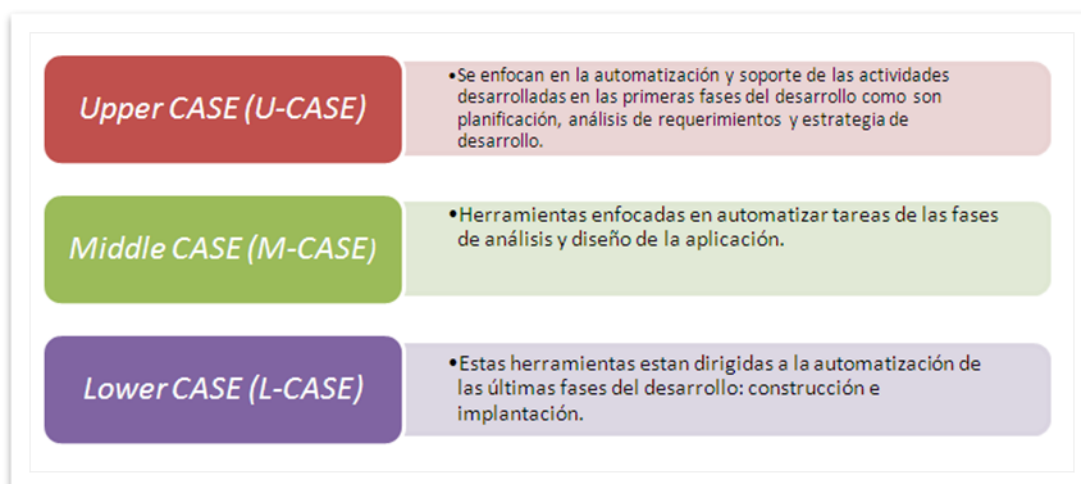 Upper CASE (U-CASE)
•Se enfocan en la automatización y soporte de las actividades
desarrolladas en las primeras fases del desarrollo como son
planificación, análisis de requerimientos y estrategia de
desarrollo.
Middle CASE (M-CASE)
•Herramientas enfocadas en automatizar tareas de las fases
de análisis y diseño de la aplicación.
Lower CASE (L-CASE)
•Estas herramientas estan dirigidas a la automatización de
las últimas fases del desarrollo: construcción e
implantación.